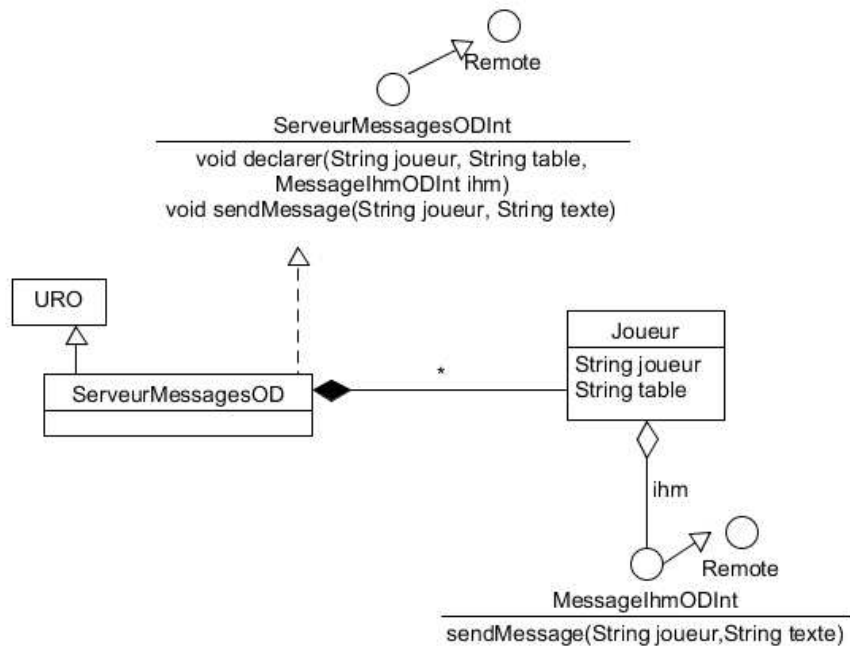 Remote
ServeurMessagesODInt
void declarer(String joueur, String table,
MessageIhmODInt ihm)
void sendMessage(String joueur, String texte)
URO
ServeurMessagesOD
*
Joueur
String joueur
String table
ihm
Remote
MessageIhmODInt
sendMessage(String joueur,String texte)